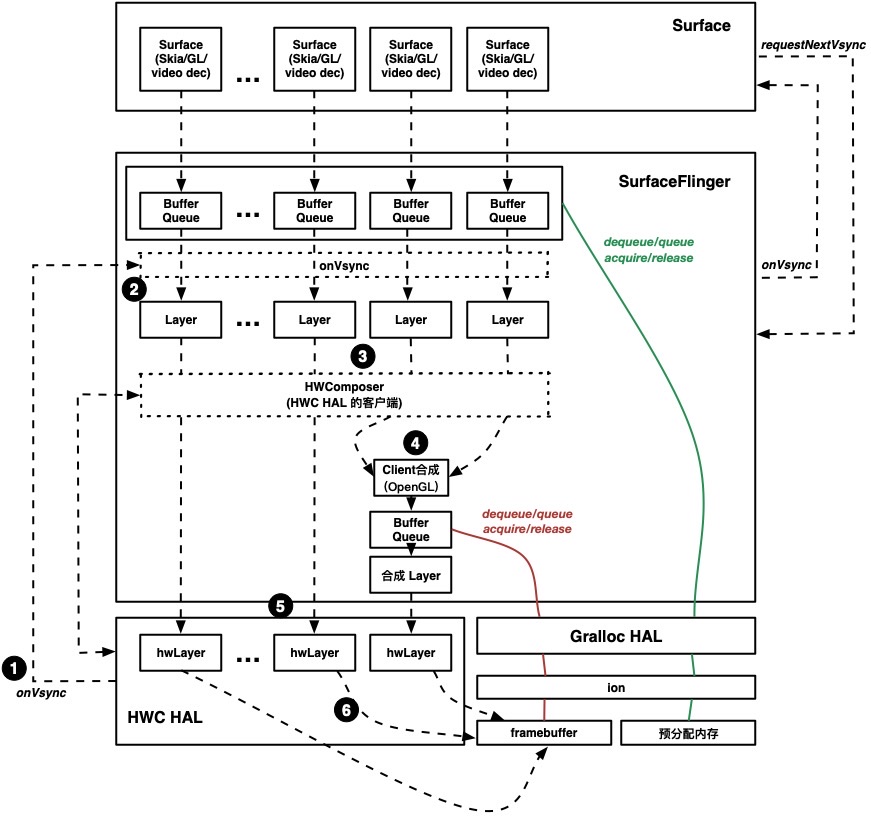 Surface
requestNextVsync
Surface
(Skia/GL/
video dec)
...
Surface
(Skia/GL/
video dec)
Surface
(Skia/GL/
video dec)
Surface
(Skia/GL/
video dec)
SurfaceFlinger
Buffer
Queue
...
Buffer
Queue
Buffer
Queue
Buffer
Queue
dequeue/queue
acquire/release
onVsync
onVsync
2
Layer
...
Layer
Layer
Layer
3
HWComposer
(HWC HAL 的客户端)
4
Client合成
(OpenGL)
Buffer
Queue
dequeue/queue
acquire/release
合成 Layer
5
hwLayer
...
hwLayer
hwLayer
Gralloc HAL
1
onVsync
ion
HWC HAL
6
framebuffer
预分配内存